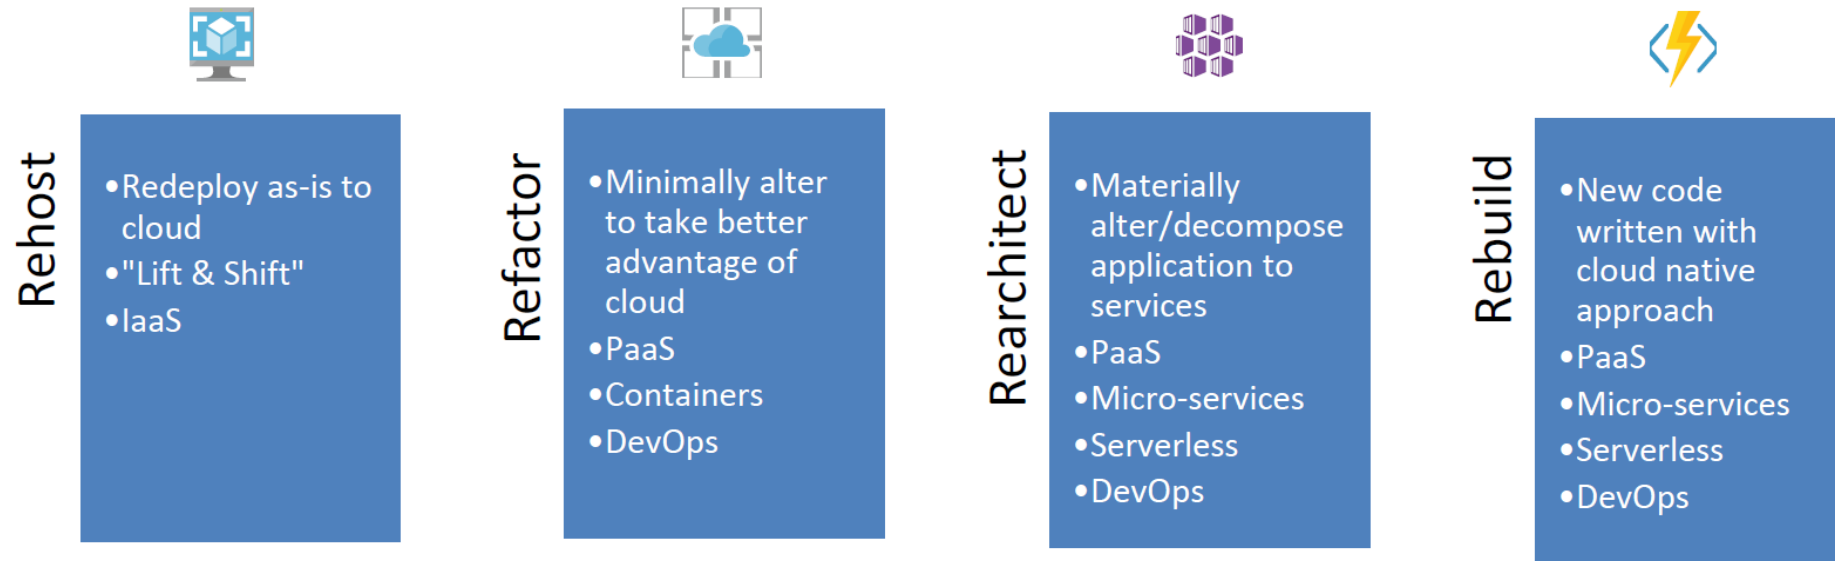 Rehost
•Redeploy as-is to
cloud
•"Lift & Shift"
•IaaS
Refactor
•Minimally alter
to take better
advantage of
cloud
•PaaS
•Containers
•DevOps
Rearchitect
•Materially
alter/decompose
application to
services
•PaaS
•Micro-services
•Serverless
•DevOps
Rebuild
•New code
written with
cloud native
approach
•PaaS
•Micro-services
•Serverless
•DevOps